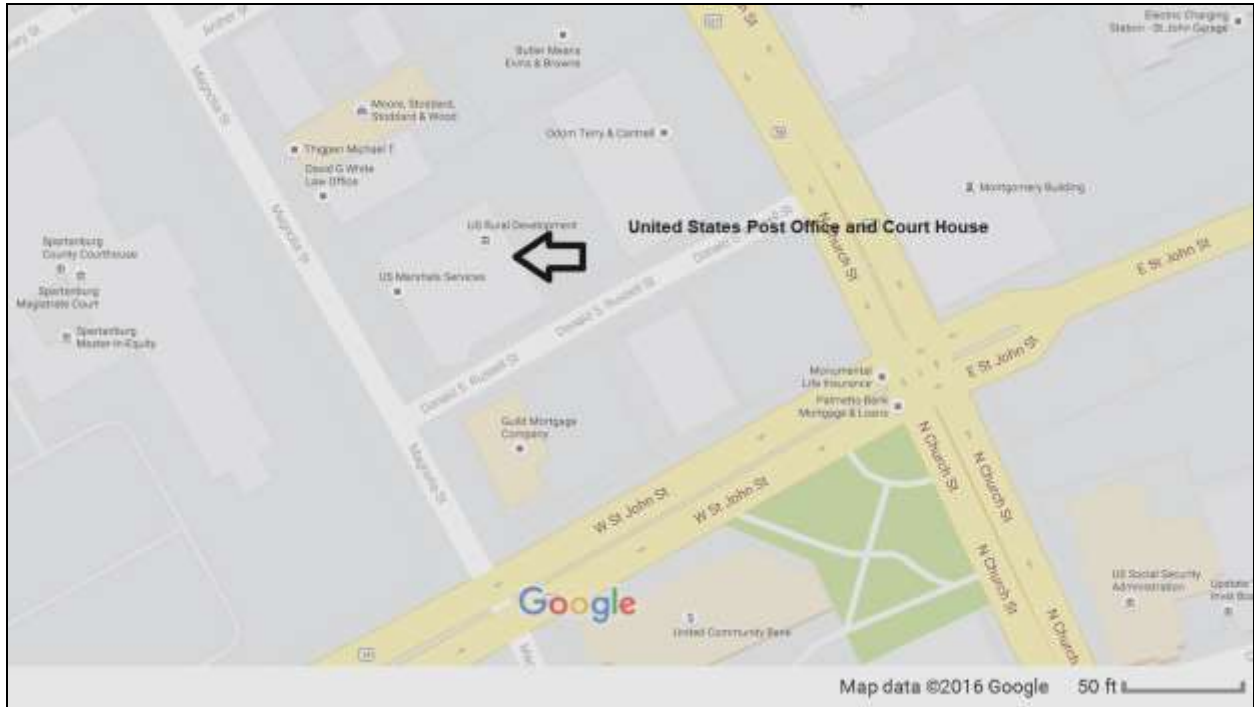 Archer St
Magnolia St
Butler Means
Evins & Browne
Electric Charging
Station - St John Garage
Moore, Stoddard,
Stoddard & Wood
Thigpen Michael T
David G White
Law Office
Odom Terry & Cantrell
Montgomery Building
US Rural Development
United States Post Office and Court House
N Church St
Magnolia St
Spartanburg
County Courthouse
Spartanburg
Magistrate Court
Spartanburg
Master-In-Equity
US Marshals Services
Donald S. Russell St
Donald S. Russell St
E St John St
E St John St
Monumental
Life Insurance
Palmetto Bank
Mortgage & Loans
Donald S. Russell St
Guild Mortgage
Company
Magnolia St
W St John St
W St John St
N Church St
N Church St
N Church St
N Church
US Social Security
Administration
Google
United Community Bank
Map data ©2016 Google 50 ft